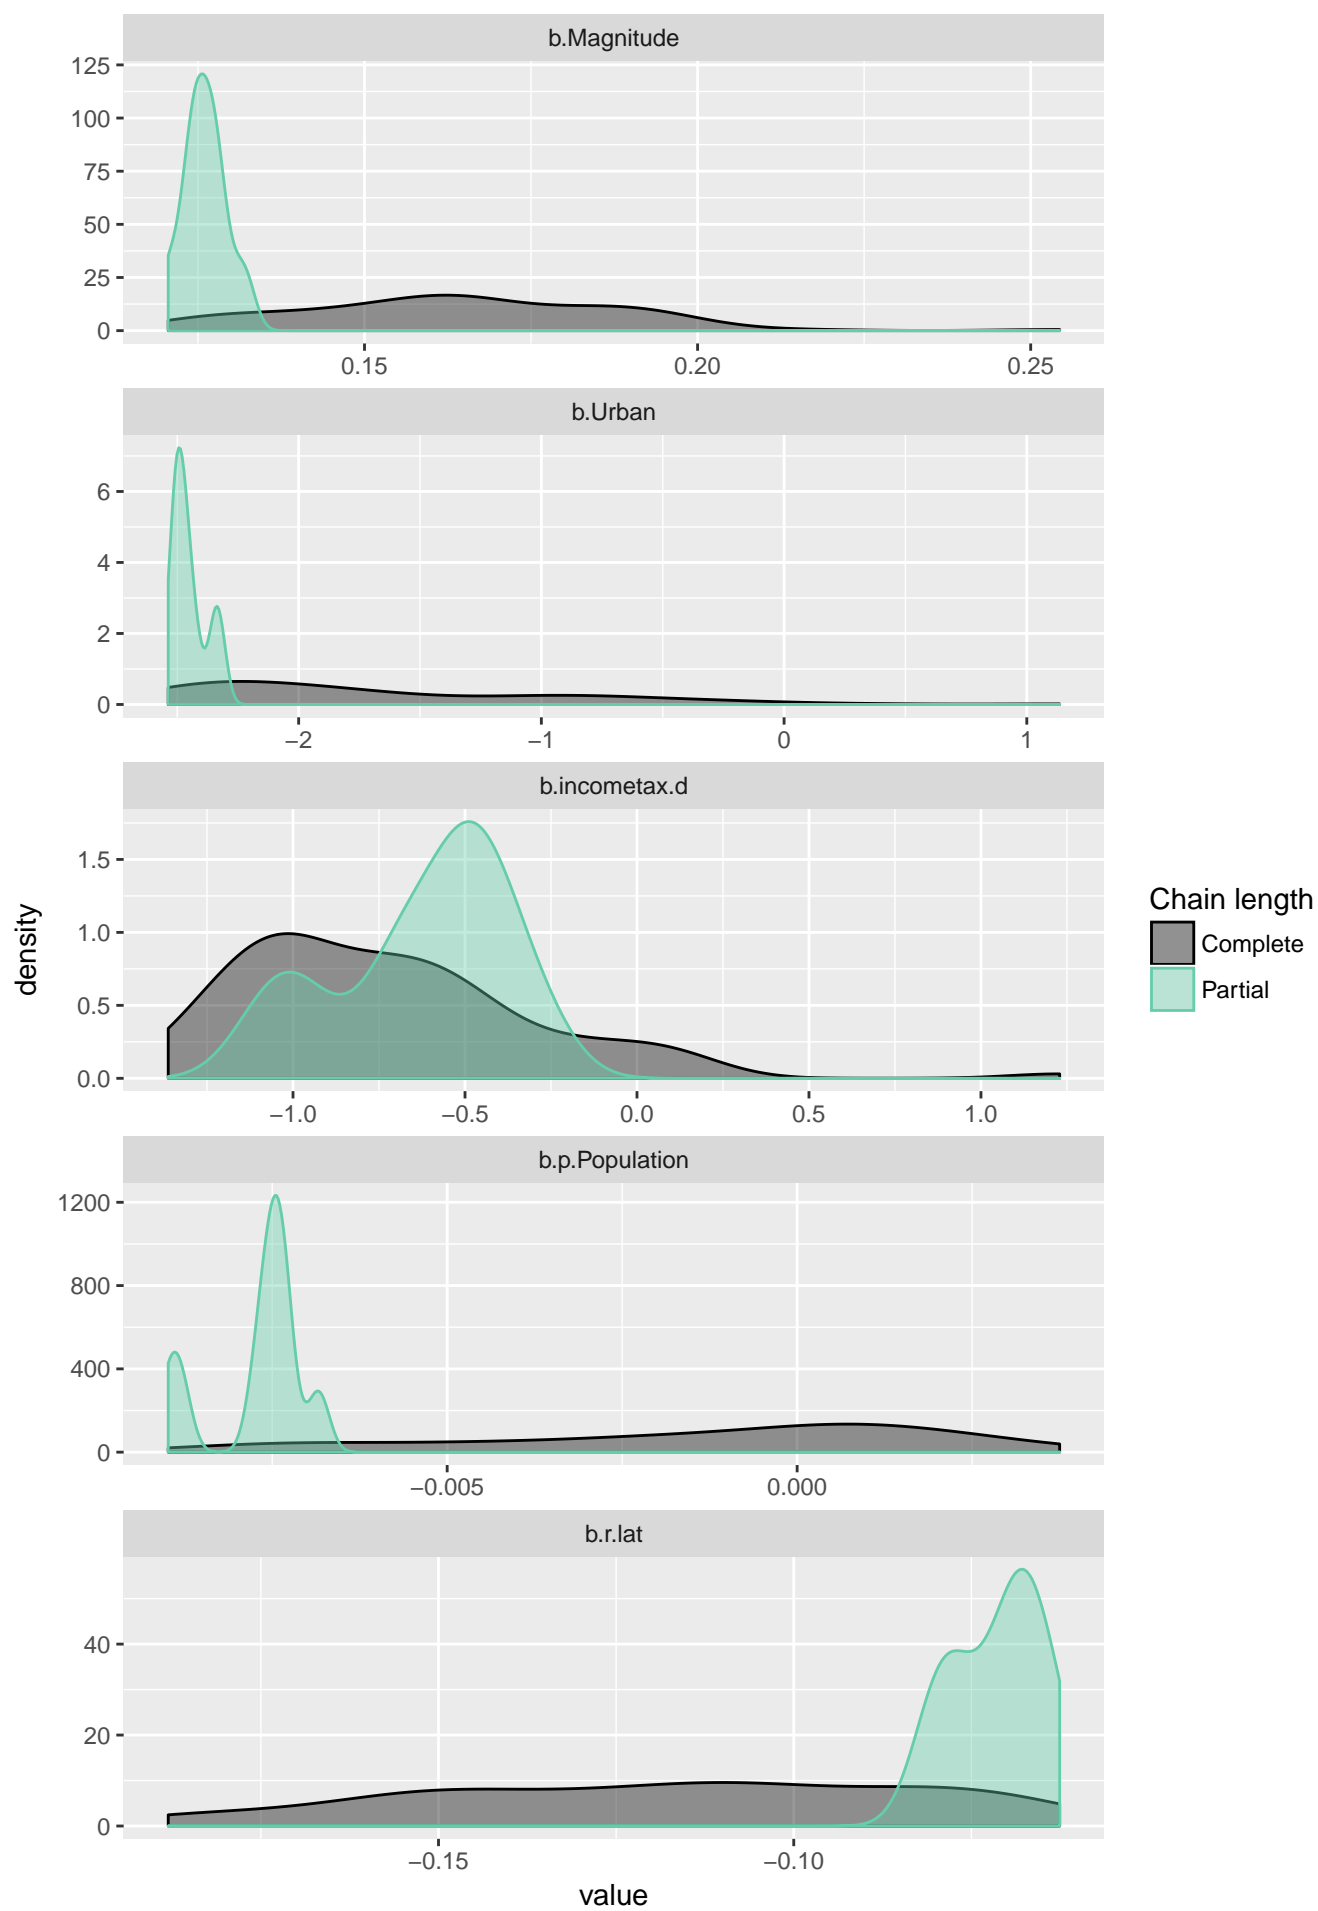 b.Magnitude
125
100
75
50
25
0
0.15 0.20 0.25
b.Urban
6
4
2
0
−2 −1 0 1
b.incometax.d
1.5
1.0
0.5
0.0
−1.0 −0.5 0.0 0.5 1.0
density
Chain length
Complete
Partial
b.p.Population
1200
800
400
0
−0.005 0.000
b.r.lat
40
20
0
−0.15 −0.10
value